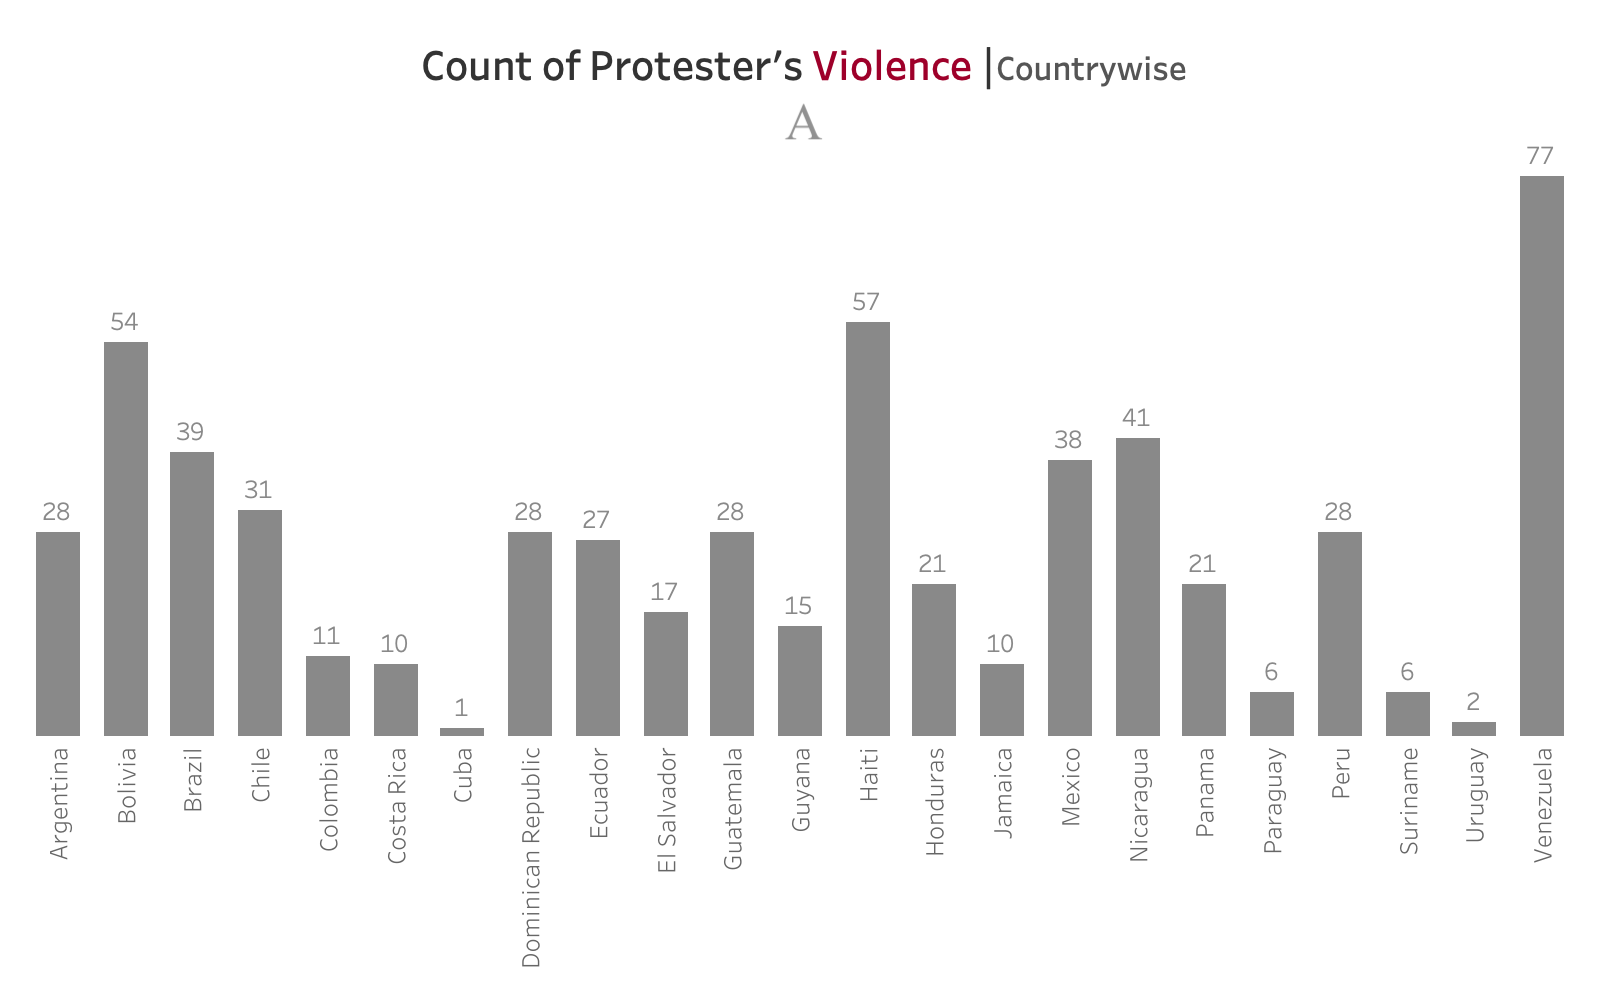 Count of Protester’s Violence |Countrywise
A
77
57
54
41
39
38
31
28
28
28
28
27
21
21
17
15
11
10
10
6
6
2
1
Argentina
Bolivia
Brazil
Chile
Colombia
Costa Rica
Cuba
Dominican Republic
Ecuador
El Salvador
Guatemala
Guyana
Haiti
Honduras
Jamaica
Mexico
Nicaragua
Panama
Paraguay
Peru
Suriname
Uruguay
Venezuela